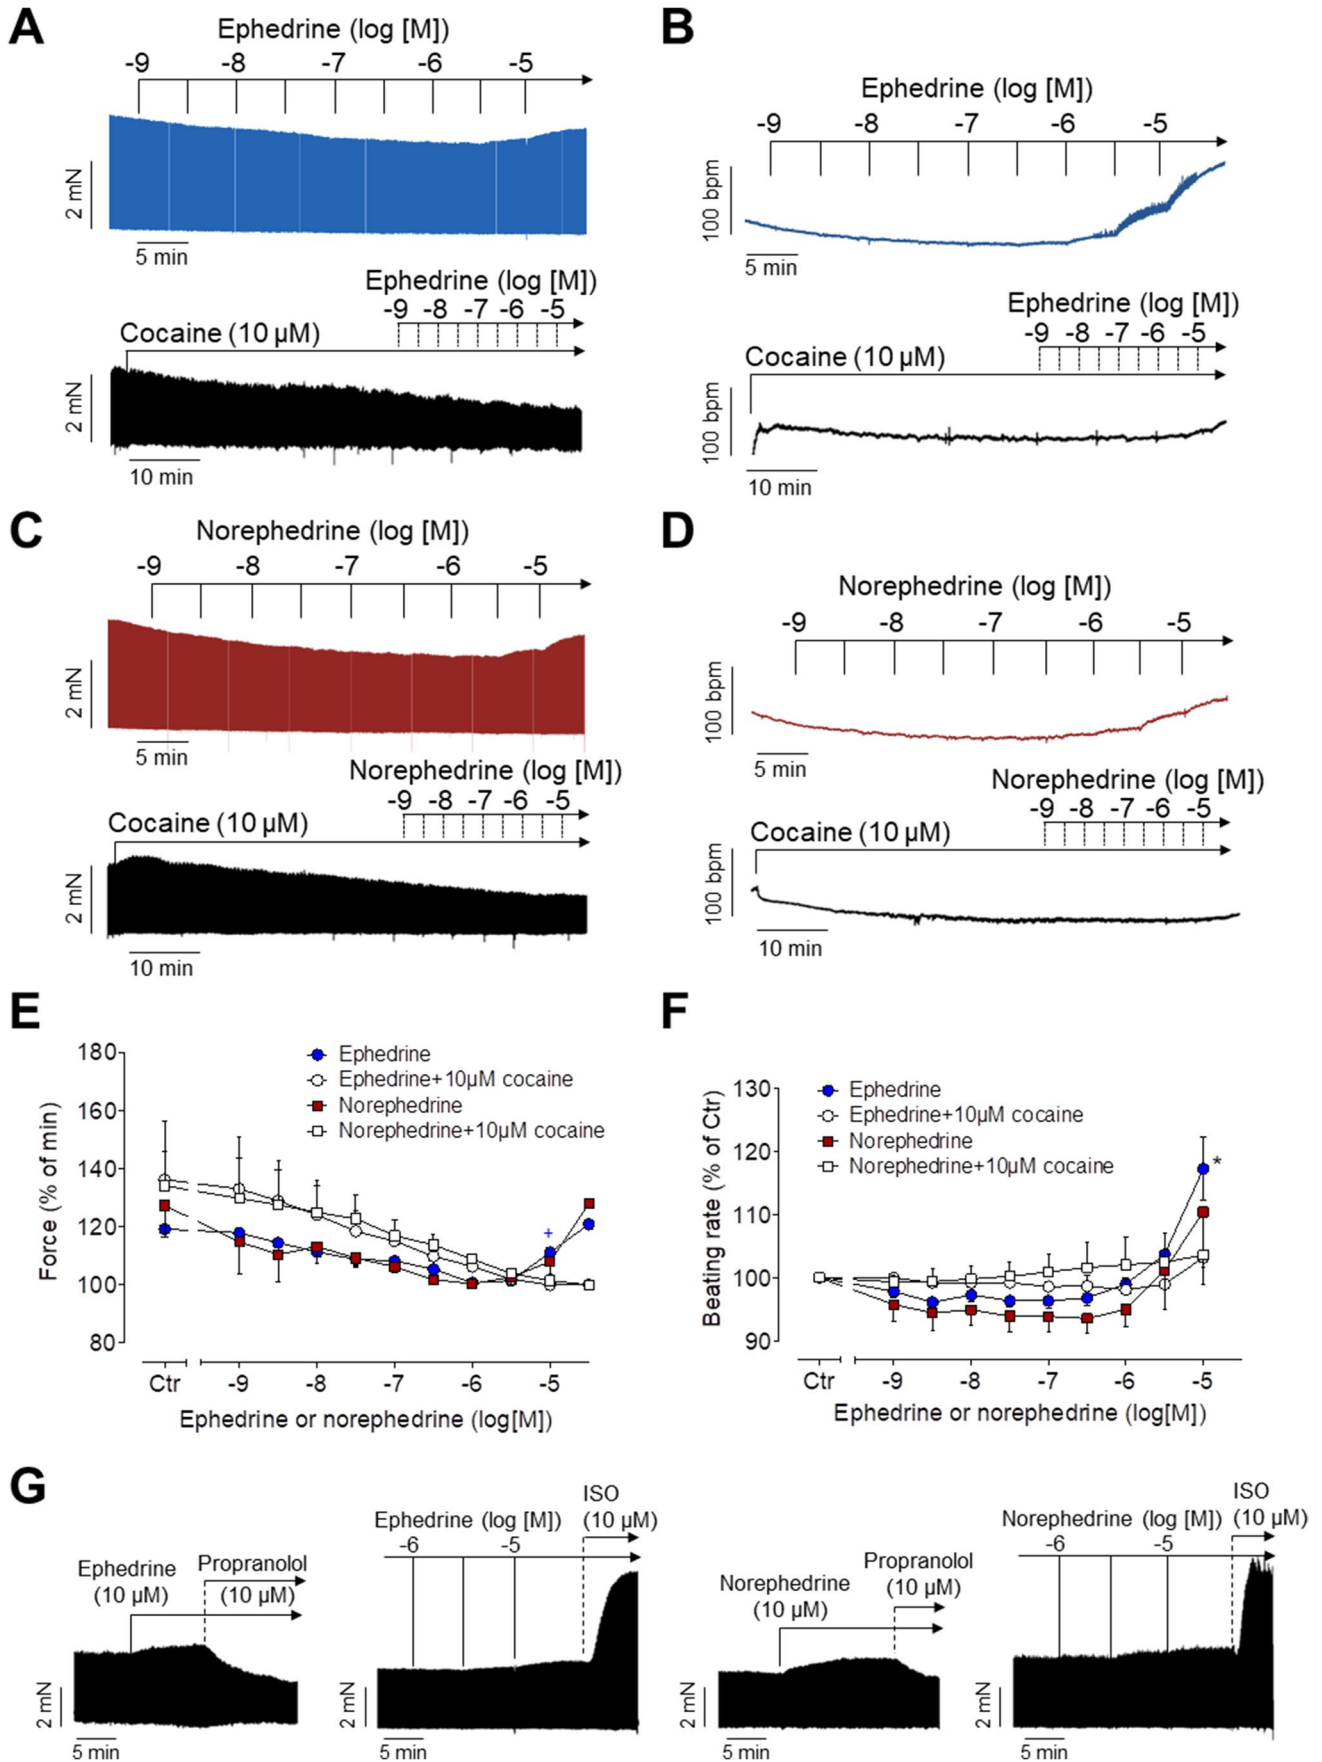 A
Ephedrine (log [M])
-9 -8 -7 -6 -5
2 mN
5 min
Ephedrine (log [M])
-9 -8 -7 -6 -5
Cocaine (10 µM)
2 mN
10 min
B
Ephedrine (log [M])
-9 -8 -7 -6 -5
100 bpm
5 min
Ephedrine (log [M])
-9 -8 -7 -6 -5
Cocaine (10 µM)
100 bpm
10 min
C
Norephedrine (log [M])
-9 -8 -7 -6 -5
2 mN
5 min
Norephedrine (log [M])
-9 -8 -7 -6 -5
Cocaine (10 µM)
2 mN
10 min
D
Norephedrine (log [M])
-9 -8 -7 -6 -5
100 bpm
5 min
Norephedrine (log [M])
-9 -8 -7 -6 -5
Cocaine (10 µM)
100 bpm
10 min
E
Force (% of min)
180
160
140
120
100
80
Ephedrine
Ephedrine+10µM cocaine
Norephedrine
Norephedrine+10µM cocaine
+
Ctr -9 -8 -7 -6 -5
Ephedrine or norephedrine (log[M])
F
Beating rate (% of Ctr)
130
120
110
100
90
Ephedrine
Ephedrine+10µM cocaine
Norephedrine
Norephedrine+10µM cocaine
*
Ctr -9 -8 -7 -6 -5
Ephedrine or norephedrine (log[M])
G
Ephedrine
(10 µM)
Propranolol
(10 µM)
2 mN
5 min
Ephedrine (log [M])
-6 -5
ISO
(10 µM)
2 mN
5 min
Norephedrine
(10 µM)
Propranolol
(10 µM)
2 mN
5 min
Norephedrine (log [M])
-6 -5
ISO
(10 µM)
2 mN
5 min